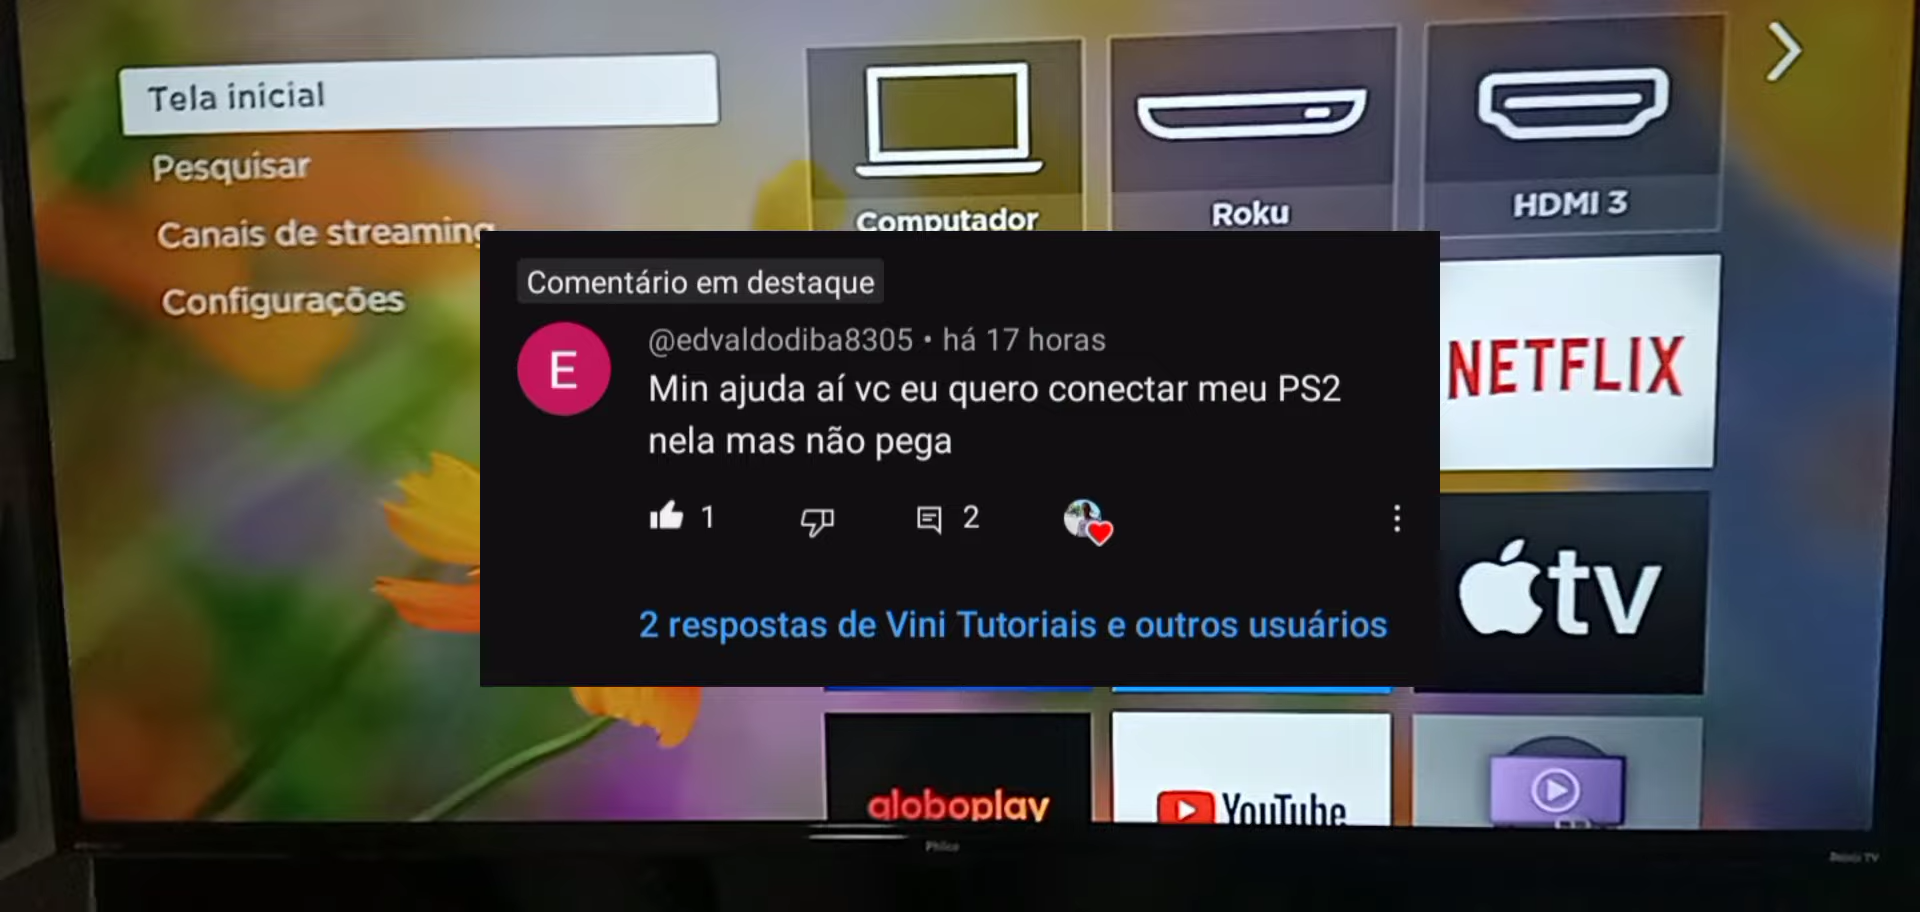 Tela inicial
Pesquisar
Canais de streaming
Configurações
Computador
Roku
HDMI 3
Comentário em destaque
E
@edvaldodiba8305 • há 17 horas
Min ajuda aí vc eu quero conectar meu PS2
nela mas não pega
1
2
2 respostas de Vini Tutoriais e outros usuários
NETFLIX
tv
globoplay
YouTube
Philco